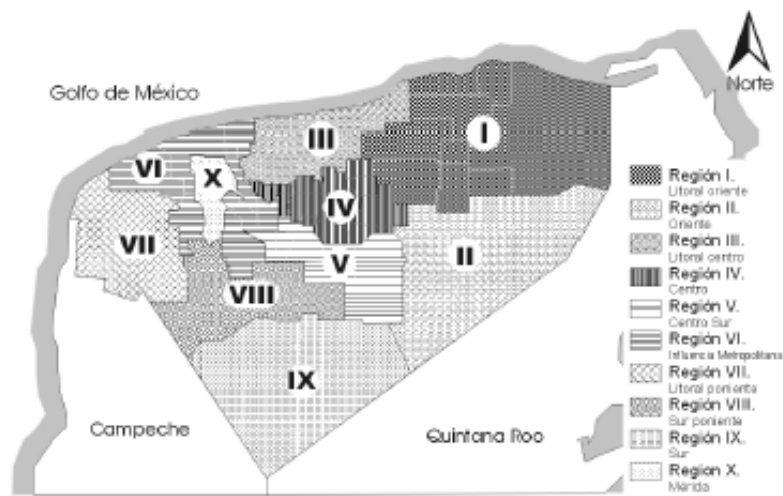 Golfo de México
Norte
I
III
VI
X
IV
VII
V
II
VIII
IX
Campeche
Quintana Roo
Región I.
Litoral oriente
Región II.
Oriente
Región III.
Litoral centro
Región IV.
Centro
Región V.
Centro Sur
Región VI.
Influencia Metropolitana
Región VII.
Litoral poniente
Región VIII.
Sur poniente
Región IX.
Sur
Region X.
Mérida